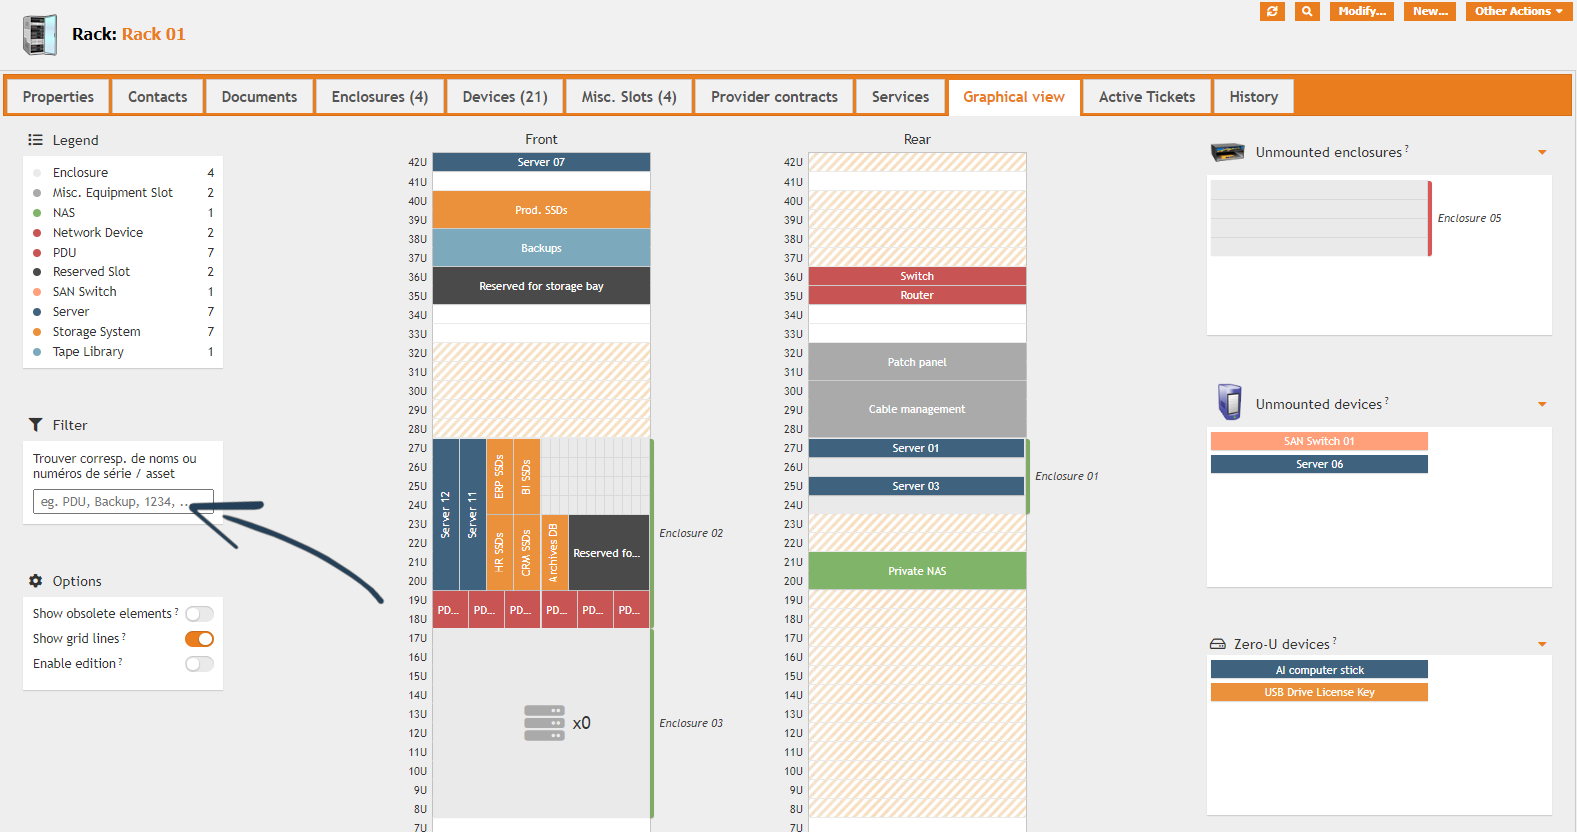 Rack: Rack 01
Modify...
New...
Other Actions
Properties
Contacts
Documents
Enclosures (4)
Devices (21)
Misc. Slots (4)
Provider contracts
Services
Graphical view
Active Tickets
History
Legend
Enclosure 4
Misc. Equipment Slot 2
NAS 1
Network Device 2
PDU 7
Reserved Slot 2
SAN Switch 1
Server 7
Storage System 7
Tape Library 1
Filter
Trouver corresp. de noms ou
numéros de série / asset
eg. PDU, Backup, 1234, ..
Options
Show obsolete elements ?
Show grid lines ?
Enable edition ?
Front
42U
41U
40U
39U
38U
37U
36U
35U
34U
33U
32U
31U
30U
29U
28U
27U
26U
25U
24U
23U
22U
21U
20U
19U
18U
17U
16U
15U
14U
13U
12U
11U
10U
9U
8U
7U
Server 07
Prod. SSDs
Backups
Reserved for storage bay
Server 12
Server 11
ERP SSDs
BI SSDs
HR SSDs
CRM SSDs
Archives DB
Reserved fo...
PD...
PD...
PD...
PD...
PD...
PD...
Enclosure 02
x0
Enclosure 03
Rear
42U
41U
40U
39U
38U
37U
36U
35U
34U
33U
32U
31U
30U
29U
28U
27U
26U
25U
24U
23U
22U
21U
20U
19U
18U
17U
16U
15U
14U
13U
12U
11U
10U
9U
8U
7U
Switch
Router
Patch panel
Cable management
Server 01
Server 03
Enclosure 01
Private NAS
Unmounted enclosures ?
Enclosure 05
Unmounted devices ?
SAN Switch 01
Server 06
Zero-U devices ?
AI computer stick
USB Drive License Key